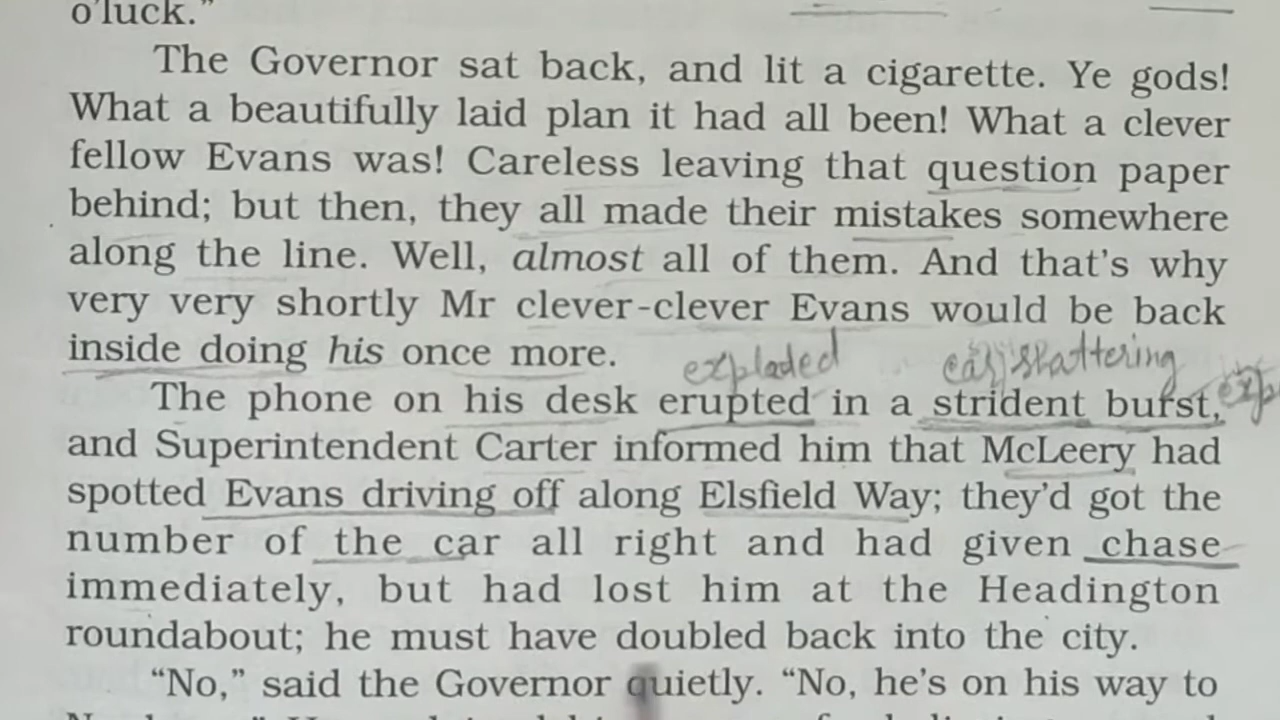 o'luck."
The Governor sat back, and lit a cigarette. Ye gods!
What a beautifully laid plan it had all been! What a clever
fellow Evans was! Careless leaving that question paper
behind; but then, they all made their mistakes somewhere
along the line. Well, almost all of them. And that's why
very very shortly Mr clever-clever Evans would be back
inside doing his once more.
exploded shattering
The phone on his desk erupted in a strident burst,
and Superintendent Carter informed him that McLeery had
spotted Evans driving off along Elsfield Way; they'd got the
number of the car all right and had given chase
immediately, but had lost him at the Headington
roundabout; he must have doubled back into the city.
"No," said the Governor quietly. "No, he's on his way to